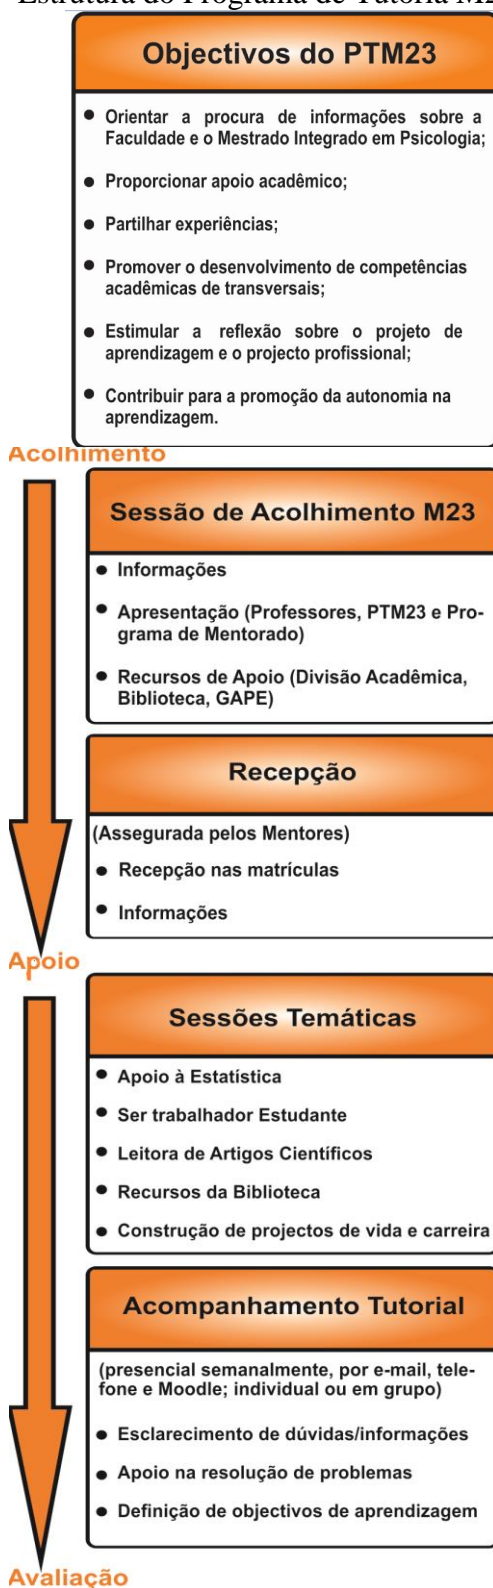 Estrutura do Programa de Tutoria M2
Objectivos do PTM23
• Orientar a procura de informações sobre a
Faculdade e o Mestrado Integrado em Psicologia;
• Proporcionar apoio acadêmico;
• Partilhar experiências;
• Promover o desenvolvimento de competências
acadêmicas de transversais;
• Estimular a reflexão sobre o projeto de
aprendizagem e o projecto profissional;
• Contribuir para a promoção da autonomia na
aprendizagem.
Acolhimento
Sessão de Acolhimento M23
• Informações
• Apresentação (Professores, PTM23 e Pro-
grama de Mentorado)
• Recursos de Apoio (Divisão Acadêmica,
Biblioteca, GAPE)
Recepção
(Assegurada pelos Mentores)
• Recepção nas matrículas
• Informações
Apoio
Sessões Temáticas
• Apoio à Estatística
• Ser trabalhador Estudante
• Leitora de Artigos Científicos
• Recursos da Biblioteca
• Construção de projectos de vida e carreira
Acompanhamento Tutorial
(presencial semanalmente, por e-mail, tele-
fone e Moodle; individual ou em grupo)
• Esclarecimento de dúvidas/informações
• Apoio na resolução de problemas
• Definição de objectivos de aprendizagem
Avaliação